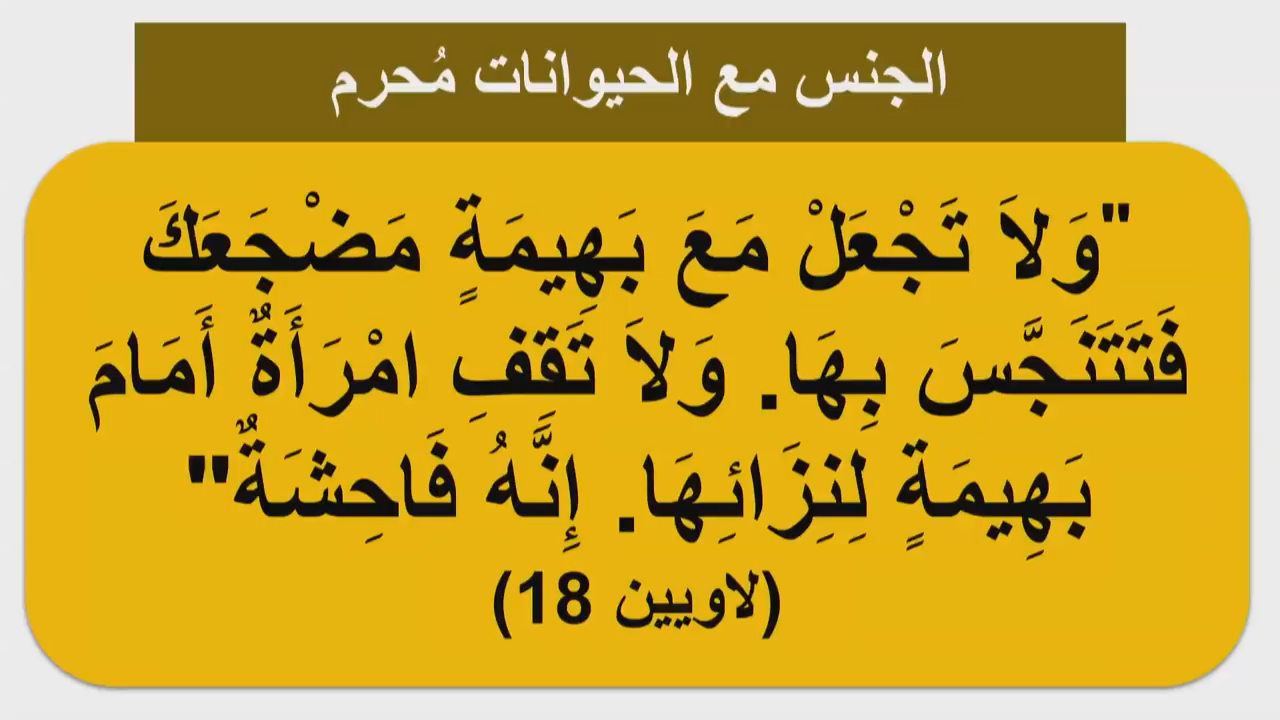 الجنس مع الحيوانات مُحرم
"وَلاَ تَجْعَلْ مَعَ بَهِيمَةٍ مَضْجَعَكَ
فَتَتَنَجَّسَ بِهَا. وَلاَ تَقِفِ امْرَأَةٌ أَمَامَ
بَهِيمَةٍ لِنِزَائِهَا. إِنَّهُ فَاحِشَةٌ"
(لاويين 18)